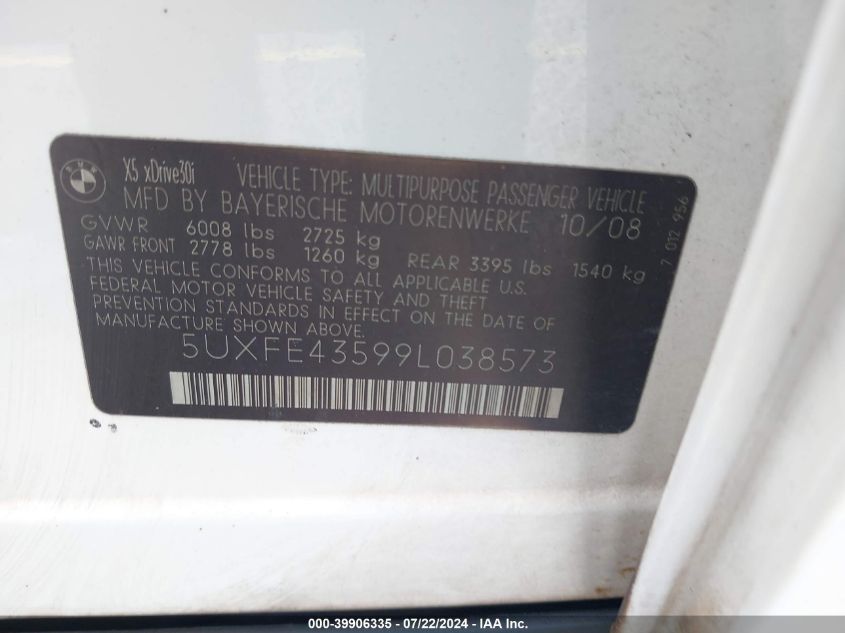 BMW
X5 xDrive30i VEHICLE TYPE: MULTIPURPOSE PASSENGER VEHICLE
MFD BY BAYERISCHE MOTORENWERKE 10/08
GVWR 6008 lbs 2725 kg
GAWR FRONT 2778 lbs 1260 kg REAR 3395 lbs 1540 kg
THIS VEHICLE CONFORMS TO ALL APPLICABLE U.S.
FEDERAL MOTOR VEHICLE SAFETY AND THEFT
PREVENTION STANDARDS IN EFFECT ON THE DATE OF
MANUFACTURE SHOWN ABOVE.
5UXFE43599L038573
7 012 956
000-39906335 - 07/22/2024 - IAA Inc.